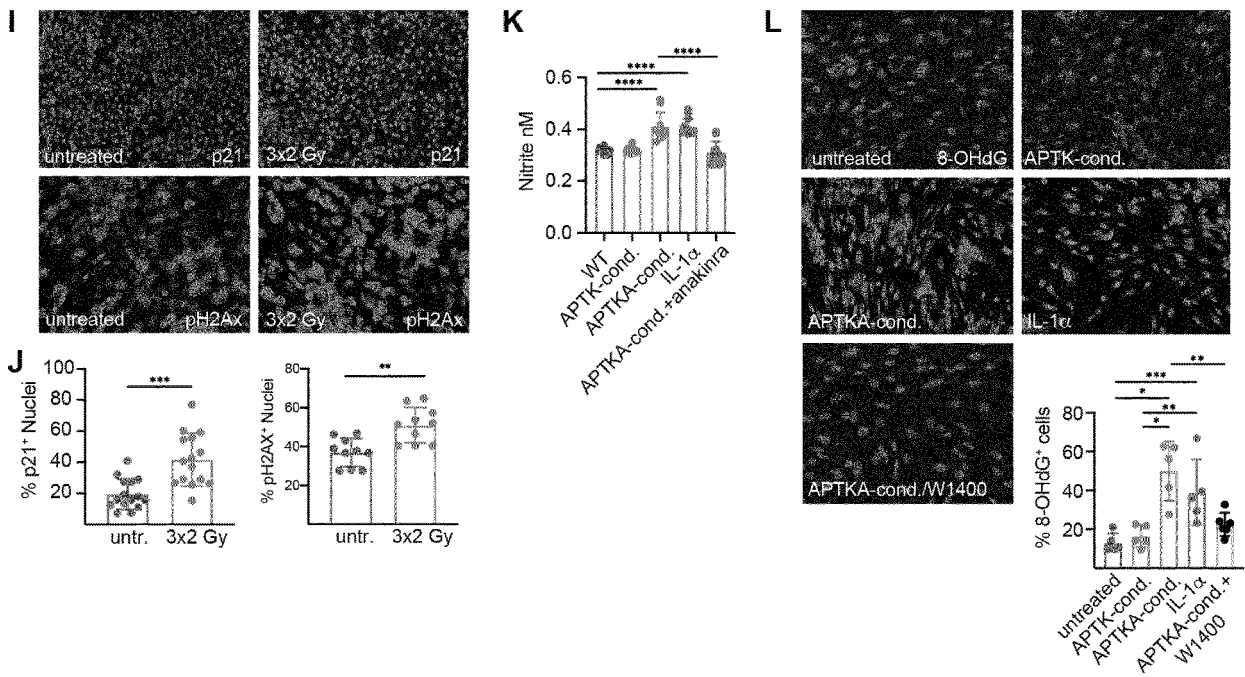 I
untreated
p21
3x2 Gy
p21
untreated
pH2Ax
3x2 Gy
pH2Ax
J
% p21⁺ Nuclei
100
80
60
40
20
***
untr.
3x2 Gy
% pH2AX⁺ Nuclei
80
60
40
20
**
untr.
3x2 Gy
K
Nitrite nM
0.6
0.4
0.2
0.0
****
****
****
WT
APTK-cond.
APTKA-cond.
IL-1α
APTKA-cond.+anakinra
L
untreated
8-OHdG
APTK-cond.
APTKA-cond.
IL-1α
APTKA-cond./W1400
% 8-OHdG⁺ cells
80
60
40
20
**
***
*
**
*
untreated
APTK-cond.
APTKA-cond.
IL-1α
APTKA-cond.+
W1400